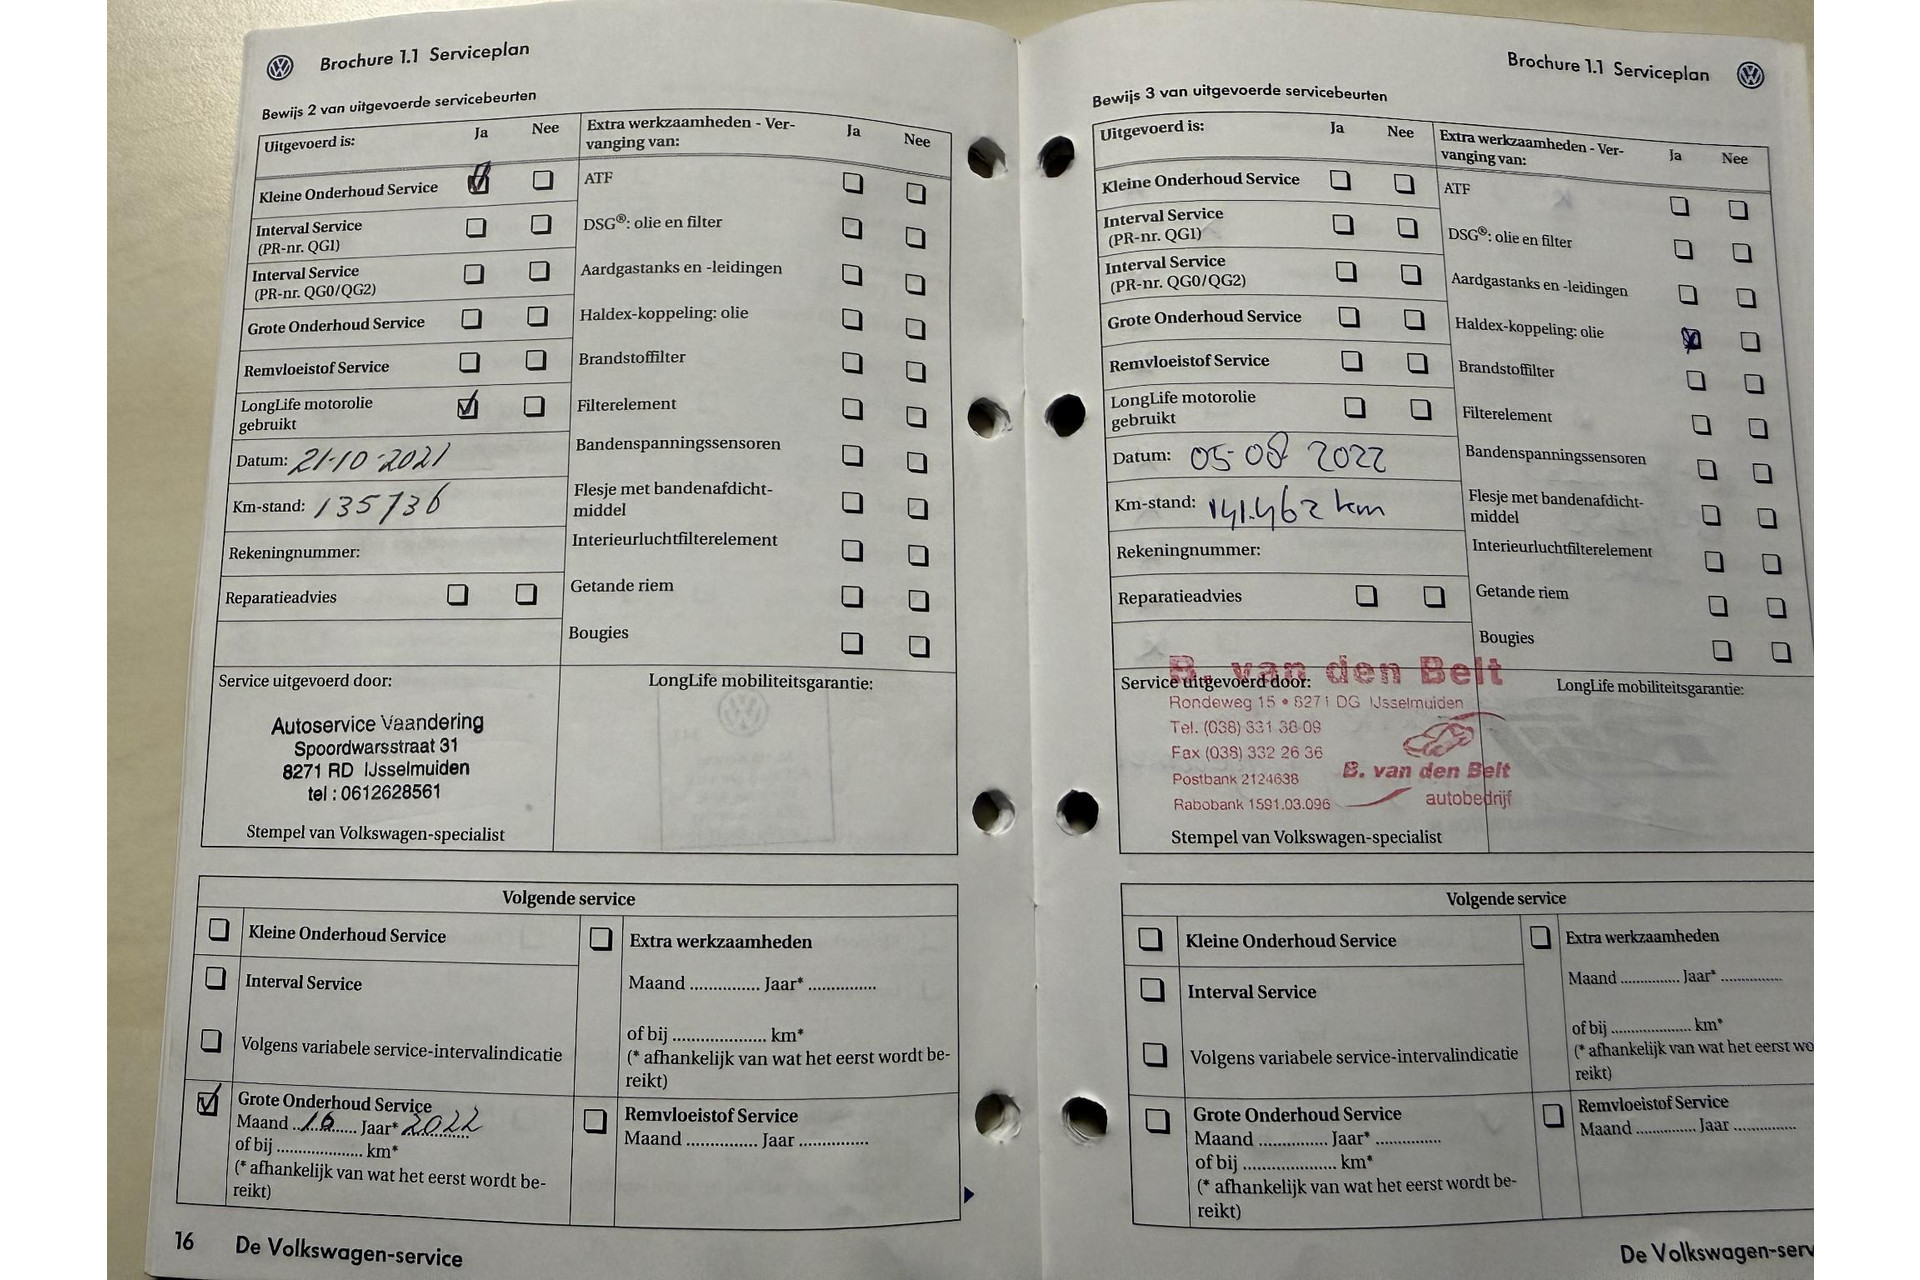 Brochure 1.1 Serviceplan
Bewijs 2 van uitgevoerde servicebeurten
Uitgevoerd is: Ja Nee
Kleine Onderhoud Service
Interval Service
(PR-nr. QG1)
Interval Service
(PR-nr. QG0/QG2)
Grote Onderhoud Service
Remvloeistof Service
LongLife motorolie
gebruikt
Datum: 21-10-2021
Km-stand: 135736
Rekeningnummer:
Reparatieadvies
Extra werkzaamheden - Ver-
vanging van: Ja Nee
ATF
DSG®: olie en filter
Aardgastanks en -leidingen
Haldex-koppeling: olie
Brandstoffilter
Filterelement
Bandenspanningssensoren
Flesje met bandenafdicht-
middel
Interieurluchtfilterelement
Getande riem
Bougies
Service uitgevoerd door:
Autoservice Vaandering
Spoordwarsstraat 31
8271 RD IJsselmuiden
tel : 0612628561
Stempel van Volkswagen-specialist
LongLife mobiliteitsgarantie:
Volgende service
Kleine Onderhoud Service
Interval Service
Volgens variabele service-intervalindicatie
Grote Onderhoud Service
Maand ..16.... Jaar* 2022
of bij ..................... km*
(* afhankelijk van wat het eerst wordt be-
reikt)
Extra werkzaamheden
Maand ............... Jaar* ...............
of bij .................... km*
(* afhankelijk van wat het eerst wordt be-
reikt)
Remvloeistof Service
Maand ............... Jaar ...............
16 De Volkswagen-service
Brochure 1.1 Serviceplan
Bewijs 3 van uitgevoerde servicebeurten
Uitgevoerd is: Ja Nee
Kleine Onderhoud Service
Interval Service
(PR-nr. QG1)
Interval Service
(PR-nr. QG0/QG2)
Grote Onderhoud Service
Remvloeistof Service
LongLife motorolie
gebruikt
Datum: 05-08 2022
Km-stand: 141.462 km
Rekeningnummer:
Reparatieadvies
Extra werkzaamheden - Ver-
vanging van: Ja Nee
ATF
DSG®: olie en filter
Aardgastanks en -leidingen
Haldex-koppeling: olie
Brandstoffilter
Filterelement
Bandenspanningssensoren
Flesje met bandenafdicht-
middel
Interieurluchtfilterelement
Getande riem
Bougies
B. van den Belt
Service uitgevoerd door:
Rondeweg 15 • 8271 DG IJsselmuiden
Tel. (038) 331 38 09
Fax (038) 332 26 36
Postbank 2124638
Rabobank 1591.03.096
B. van den Belt
autobedrijf
Stempel van Volkswagen-specialist
LongLife mobiliteitsgarantie:
Volgende service
Kleine Onderhoud Service
Interval Service
Volgens variabele service-intervalindicatie
Grote Onderhoud Service
Maand ............... Jaar* ...............
of bij .................... km*
(* afhankelijk van wat het eerst wordt be-
reikt)
Extra werkzaamheden
Maand ............... Jaar* ...............
of bij .................... km*
(* afhankelijk van wat het eerst wo
reikt)
Remvloeistof Service
Maand ............... Jaar ...............
De Volkswagen-serv